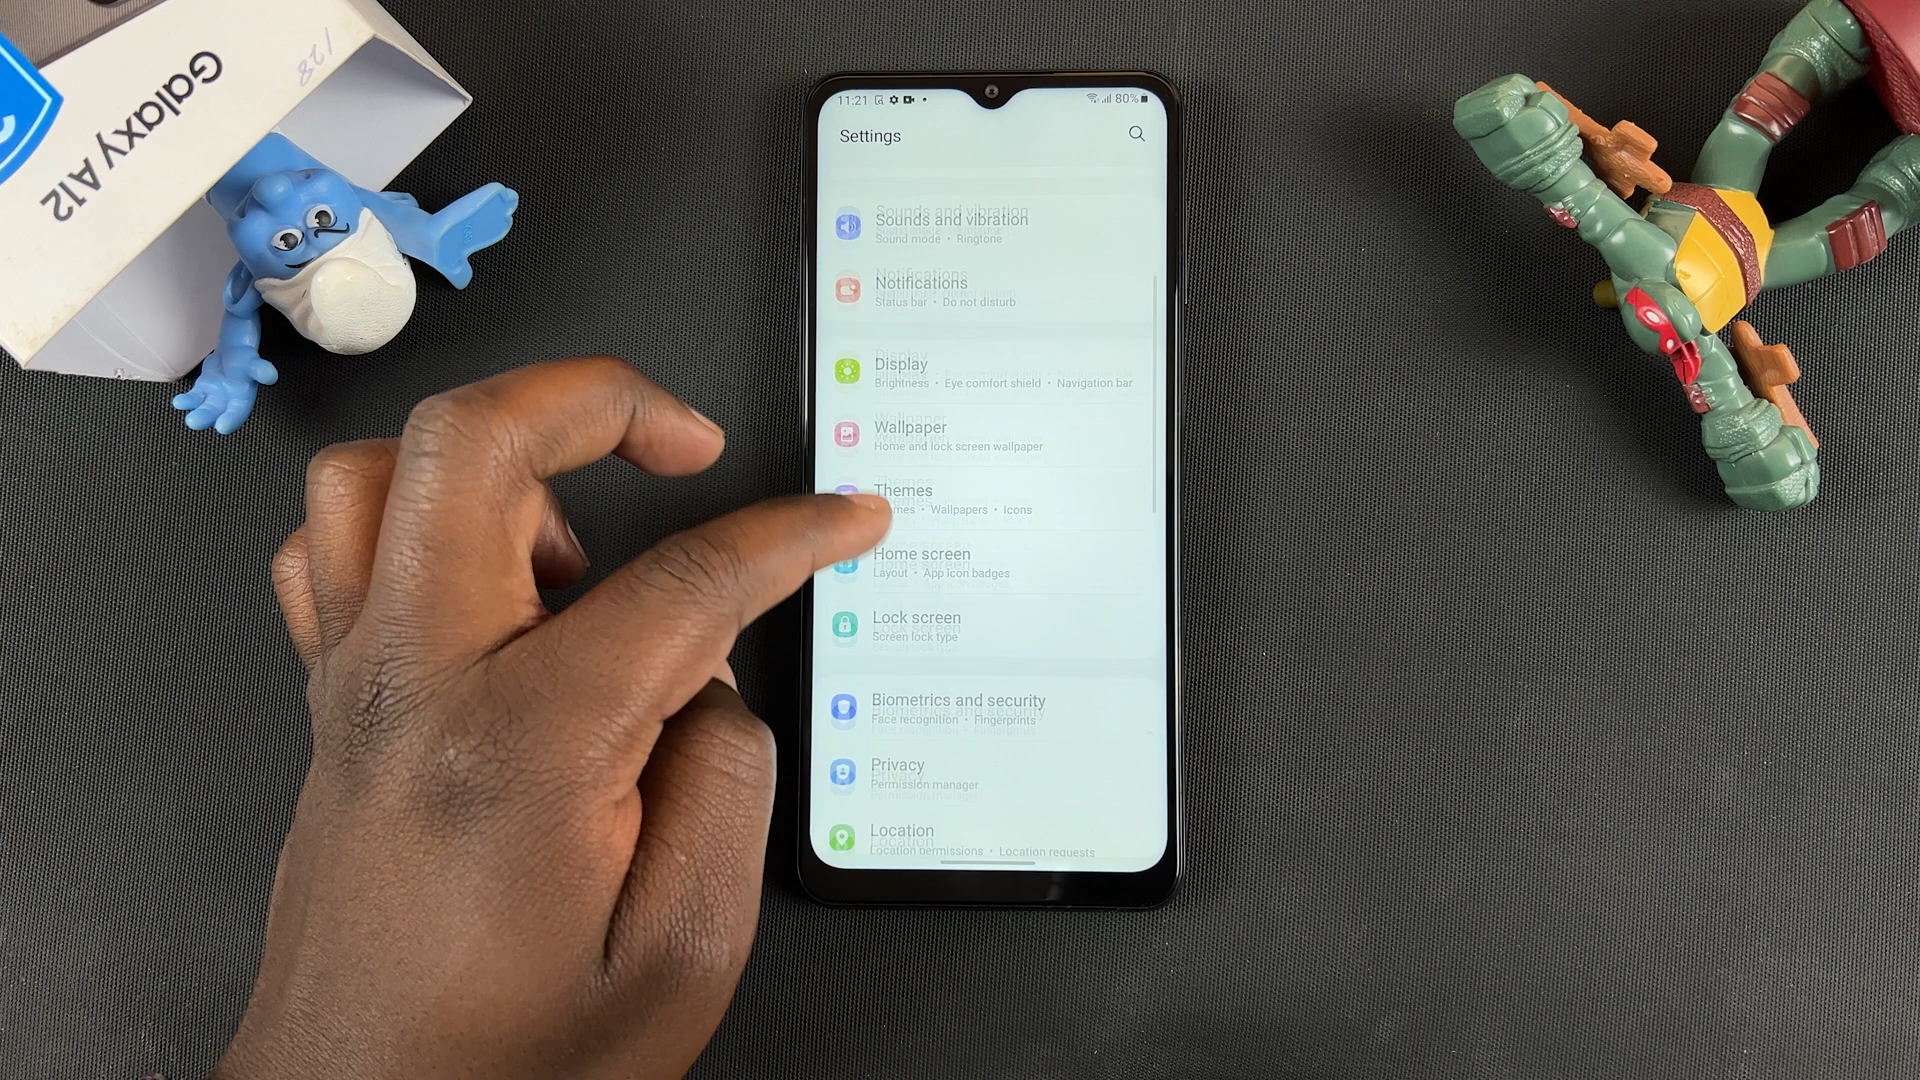 Galaxy A12
128
11:21
80%
Settings
Sounds and vibration
Sound mode • Ringtone
Notifications
Status bar • Do not disturb
Display
Brightness • Eye comfort shield • Navigation bar
Wallpaper
Home and lock screen wallpaper
Themes
Wallpapers • Icons
Home screen
Layout • App icon badges
Lock screen
Screen lock type
Biometrics and security
Face recognition • Fingerprints
Privacy
Permission manager
Location
Location permissions • Location requests